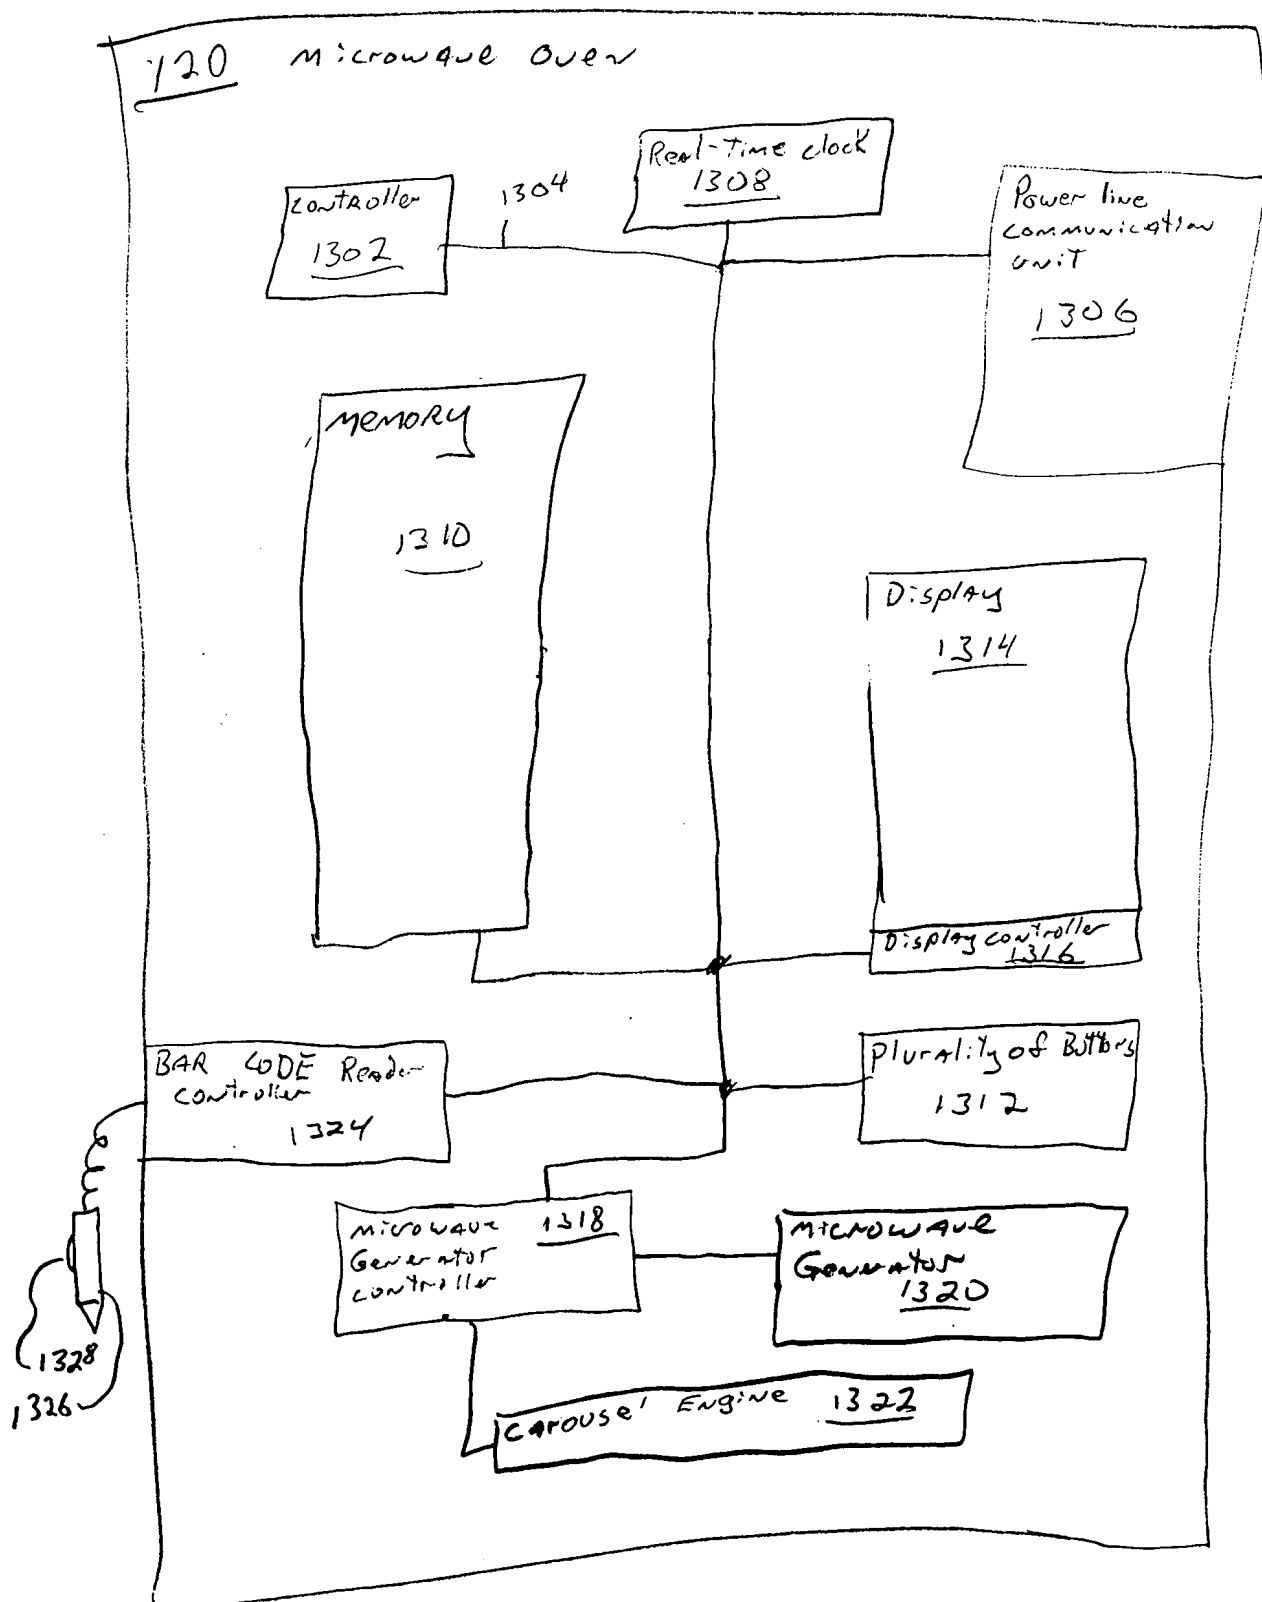 120 Microwave Oven
Real-Time clock
1308
controller
1302
1304
Power line
communication
unit
1306
Memory
1310
Display
1314
Display controller
1316
BAR CODE Reader
controller
1324
Plurality of Buttons
1312
Microwave 1318
Generator
controller
Microwave
Generator
1320
1328
1326
Carousel Engine 1322